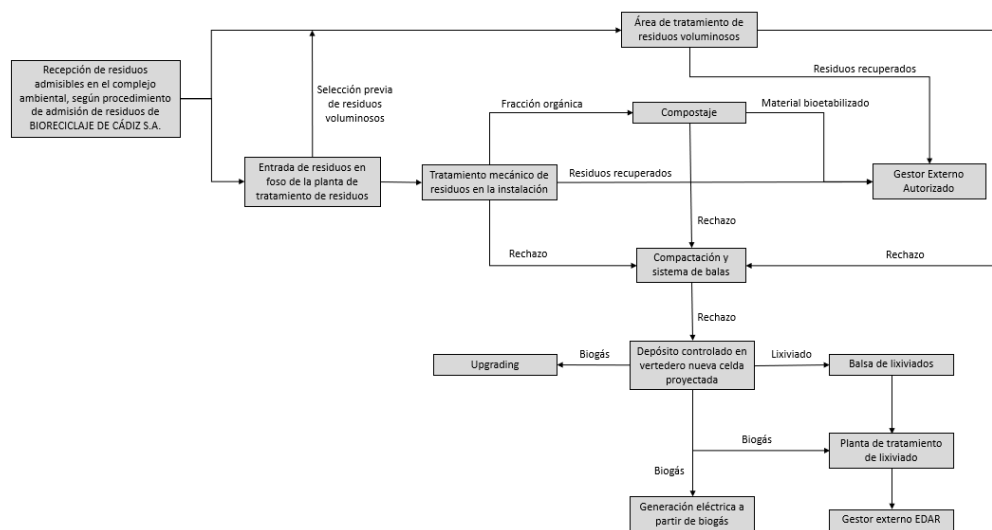 Área de tratamiento de
residuos voluminosos
Recepción de residuos
admisibles en el complejo
ambiental, según procedimiento
de admisión de residuos de
BIORECICLAJE DE CÁDIZ S.A.
Residuos recuperados
Selección previa
de residuos
voluminosos
Fracción orgánica
Compostaje
Material bioetabilizado
Entrada de residuos en
foso de la planta de
tratamiento de residuos
Tratamiento mecánico de
residuos en la instalación
Residuos recuperados
Gestor Externo
Autorizado
Rechazo
Rechazo
Compactación y
sistema de balas
Rechazo
Rechazo
Upgrading
Biogás
Depósito controlado en
vertedero nueva celda
proyectada
Lixiviado
Balsa de lixiviados
Biogás
Planta de tratamiento
de lixiviado
Biogás
Generación eléctrica a
partir de biogás
Gestor externo EDAR